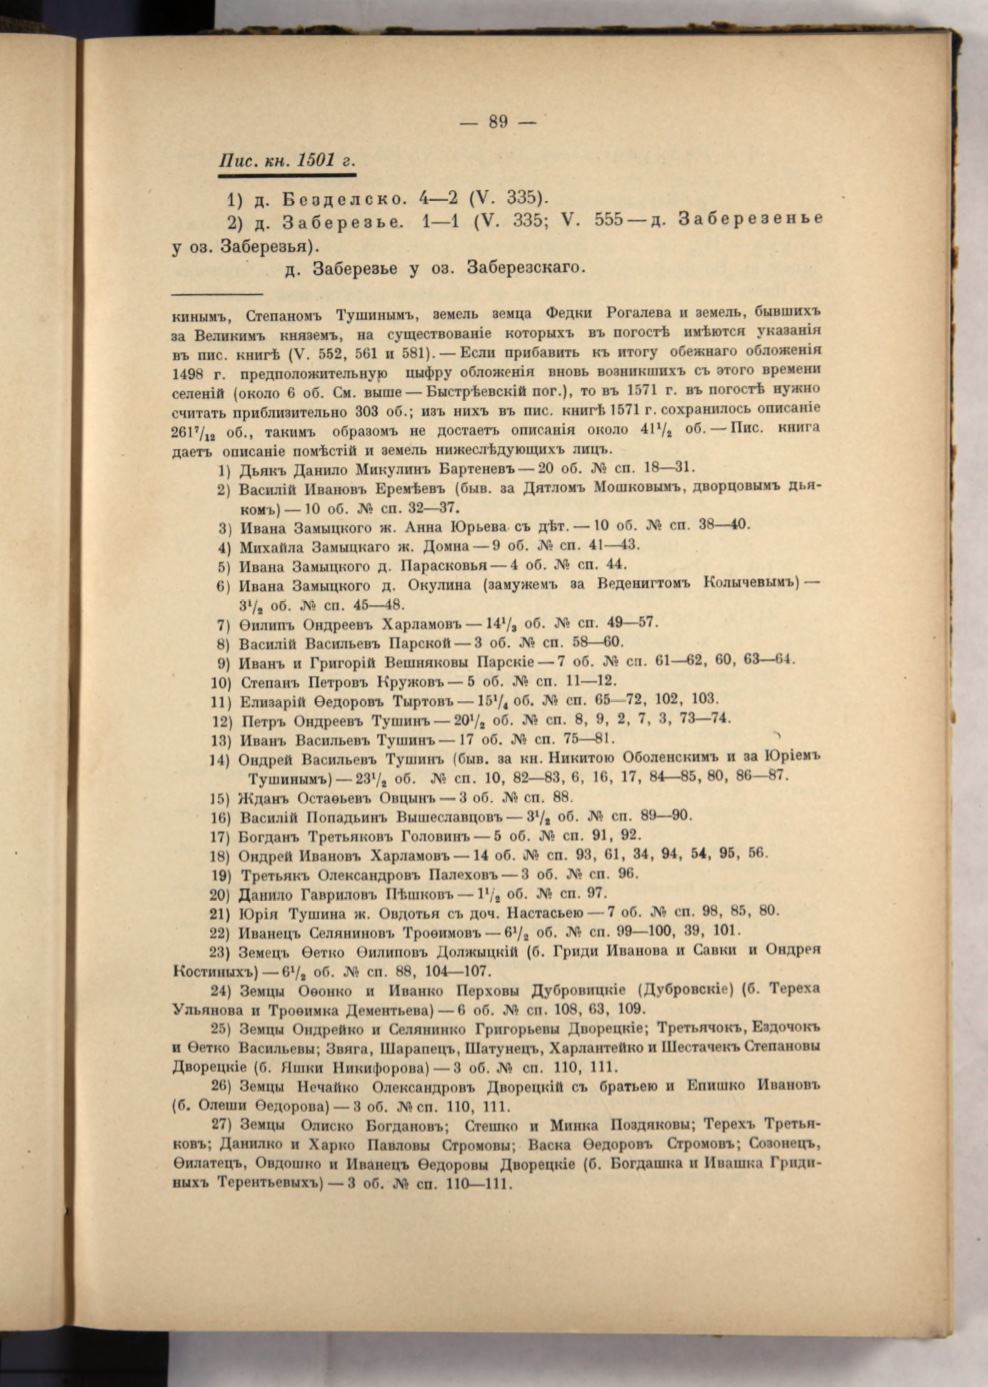 — 89 —
Пис. кн. 1501 г.
1) д. Безделско. 4—2 (V. 335).
2) д. Заберезье. 1—1 (V. 335; V. 555 — д. Заберезенье
у оз. Заберезья).
д. Заберезье у оз. Заберезскаго.
кинымъ, Степаномъ Тушинымъ, земель земца Федки Рогалева и земель, бывшихъ
за Великимъ княземъ, на существованіе которыхъ въ погостѣ имѣются указанія
въ пис. книгѣ (V. 552, 561 и 581). — Если прибавить къ итогу обежнаго обложенія
1498 г. предположительную цыфру обложенія вновь возникшихъ съ этого времени
селеній (около 6 об. См. выше — Быстрѣевскій пог.), то въ 1571 г. въ погостѣ нужно
считать приблизительно 303 об.; изъ нихъ въ пис. книгѣ 1571 г. сохранилось описаніе
261⁷/₁₂ об., такимъ образомъ не достаетъ описанія около 41¹/₂ об. — Пис. книга
даетъ описаніе помѣстій и земель нижеслѣдующихъ лицъ.
1) Дьякъ Данило Микулинъ Бартеневъ — 20 об. № сп. 18—31.
2) Василій Ивановъ Еремѣевъ (быв. за Дятломъ Мошковымъ, дворцовымъ дья-
комъ) — 10 об. № сп. 32—37.
3) Ивана Замыцкого ж. Анна Юрьева съ дѣт. — 10 об. № сп. 38—40.
4) Михайла Замыцкаго ж. Домна — 9 об. № сп. 41—43.
5) Ивана Замыцкого д. Парасковья — 4 об. № сп. 44.
6) Ивана Замыцкого д. Окулина (замужемъ за Веденигтомъ Колычевымъ) —
3¹/₂ об. № сп. 45—48.
7) Ѳилипъ Ондреевъ Харламовъ — 14¹/₃ об. № сп. 49—57.
8) Василій Васильевъ Парской — 3 об. № сп. 58—60.
9) Иванъ и Григорій Вешняковы Парскіе — 7 об. № сп. 61—62, 60, 63—64.
10) Степанъ Петровъ Кружовъ — 5 об. № сп. 11—12.
11) Елизарій Ѳедоровъ Тыртовъ — 15¹/₄ об. № сп. 65—72, 102, 103.
12) Петръ Ондреевъ Тушинъ — 20¹/₂ об. № сп. 8, 9, 2, 7, 3, 73—74.
13) Иванъ Васильевъ Тушинъ — 17 об. № сп. 75—81.
14) Ондрей Васильевъ Тушинъ (быв. за кн. Никитою Оболенскимъ и за Юріемъ
Тушинымъ) — 23¹/₂ об. № сп. 10, 82—83, 6, 16, 17, 84—85, 80, 86—87.
15) Жданъ Остаѳьевъ Овцынъ — 3 об. № сп. 88.
16) Василій Попадьинъ Вышеславцовъ — 3¹/₂ об. № сп. 89—90.
17) Богданъ Третьяковъ Головинъ — 5 об. № сп. 91, 92.
18) Ондрей Ивановъ Харламовъ — 14 об. № сп. 93, 61, 34, 94, 54, 95, 56.
19) Третьякъ Олександровъ Палеховъ — 3 об. № сп. 96.
20) Данило Гавриловъ Пѣшковъ — 1¹/₂ об. № сп. 97.
21) Юрія Тушина ж. Овдотья съ доч. Настасьею — 7 об. № сп. 98, 85, 80.
22) Иванецъ Селяниновъ Троѳимовъ — 6¹/₂ об. № сп. 99—100, 39, 101.
23) Земецъ Ѳетко Ѳилиповъ Должыцкій (б. Гриди Иванова и Савки и Ондрея
Костиныхъ) — 6¹/₂ об. № сп. 88, 104—107.
24) Земцы Оѳонко и Иванко Перховы Дубровицкіе (Дубровскіе) (б. Тереха
Ульянова и Троѳимка Дементьева) — 6 об. № сп. 108, 63, 109.
25) Земцы Ондрейко и Селянинко Григорьевы Дворецкіе; Третьячокъ, Ездочокъ
и Ѳетко Васильевы; Звяга, Шарапецъ, Шатунецъ, Харлантейко и Шестачекъ Степановы
Дворецкіе (б. Яшки Никифорова) — 3 об. № сп. 110, 111.
26) Земцы Нечайко Олександровъ Дворецкій съ братьею и Епишко Ивановъ
(б. Олеши Ѳедорова) — 3 об. № сп. 110, 111.
27) Земцы Олиско Богдановъ; Стешко и Минка Поздяковы; Терехъ Третья-
ковъ; Данилко и Харко Павловы Стромовы; Васка Ѳедоровъ Стромовъ; Созонецъ,
Ѳилатецъ, Овдошко и Иванецъ Ѳедоровы Дворецкіе (б. Богдашка и Ивашка Гриди-
ныхъ Терентьевыхъ) — 3 об. № сп. 110—111.